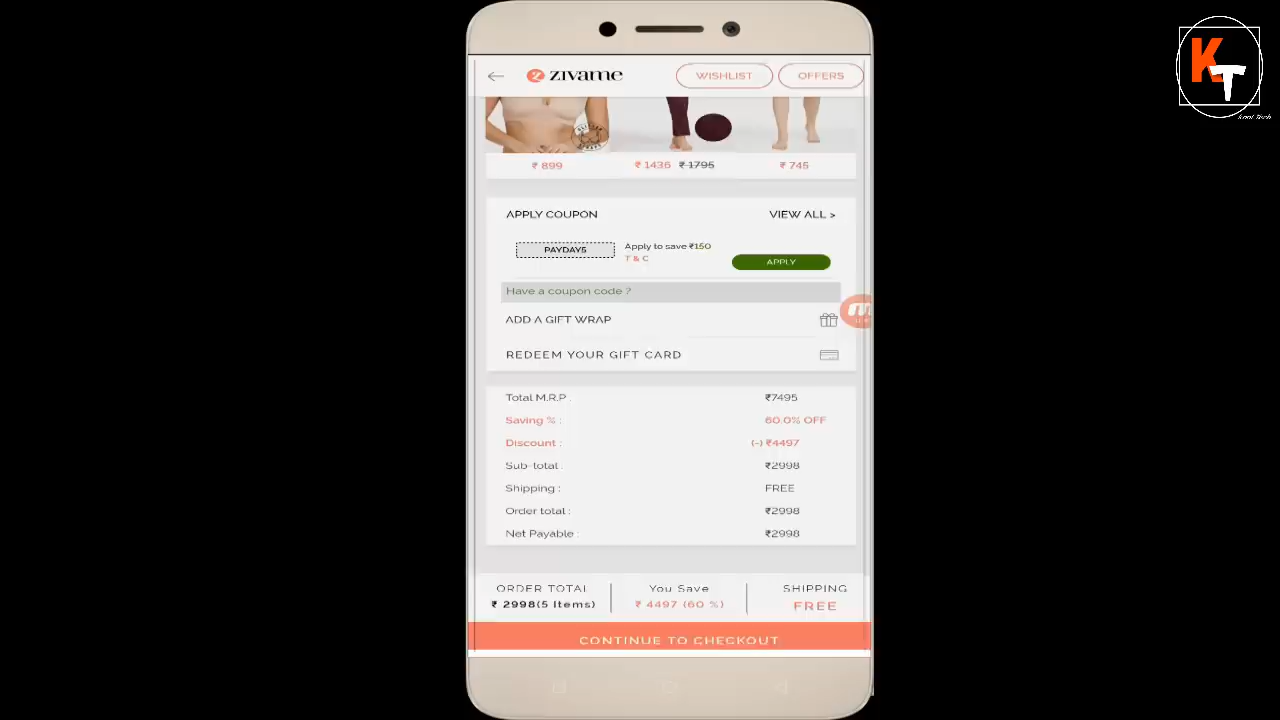 KT
Kool Tech
ZIVAME
WISHLIST
OFFERS
₹ 899
₹ 1436 ₹ 1795
₹ 745
APPLY COUPON
VIEW ALL >
PAYDAY5
Apply to save ₹150
T & C
APPLY
Have a coupon code ?
ADD A GIFT WRAP
REDEEM YOUR GIFT CARD
Total M.R.P : ₹7495
Saving % : 60.0% OFF
Discount : (-) ₹4497
Sub-total : ₹2998
Shipping : FREE
Order total : ₹2998
Net Payable : ₹2998
ORDER TOTAL
₹ 2998(5 Items)
You Save
₹ 4497 (60 %)
SHIPPING
FREE
CONTINUE TO CHECKOUT